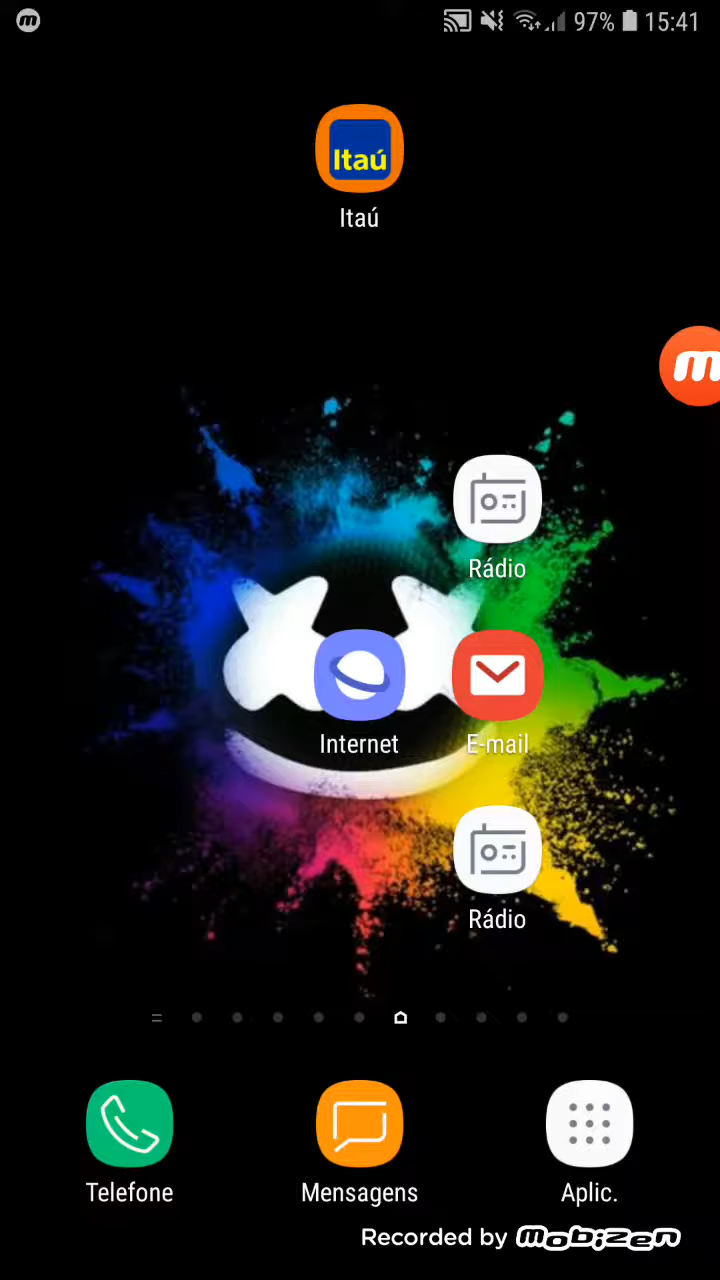 97% 15:41
Itaú
Itaú
m
Rádio
Internet
E-mail
Rádio
Telefone
Mensagens
Aplic.
Recorded by mobizen